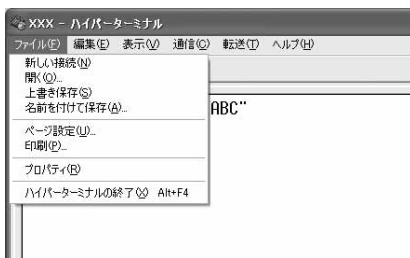 XXX - ハイパーターミナル
ファイル(F) 編集(E) 表示(V) 通信(C) 転送(T) ヘルプ(H)
新しい接続(N)
開く(O)...
上書き保存(S)
名前を付けて保存(A)...
ABC"
ページ設定(U)...
印刷(P)...
プロパティ(R)
ハイパーターミナルの終了(X) Alt+F4